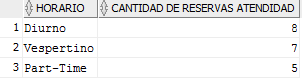 HORARIO CANTIDAD DE RESERVAS ATENDIDAD
1 Diurno 8
2 Vespertino 7
3 Part-Time 5